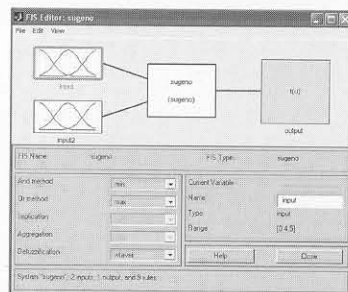 FIS Editor: sugeno
File Edit View
input
sugeno
(sugeno)
f(u)
input2
output
FIS Name: sugeno FIS Type: sugeno
And method min
Or method max
Implication
Aggregation
Defuzzification wtaver
Current Variable
Name input
Type input
Range [0 4.5]
Help Close
System "sugeno": 2 inputs, 1 output, and 9 rules